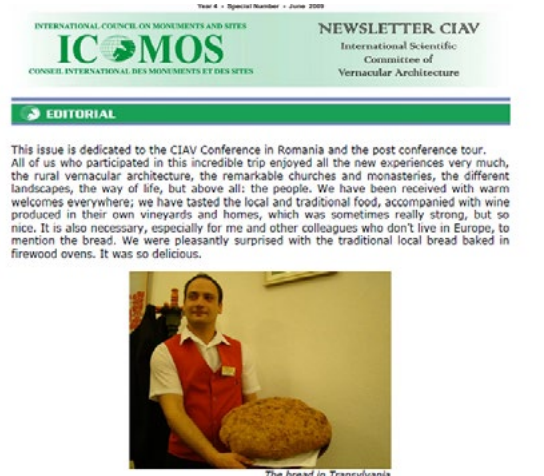 Year 4 • Special Number • June 2009
INTERNATIONAL COUNCIL ON MONUMENTS AND SITES
ICOMOS
CONSEIL INTERNATIONAL DES MONUMENTS ET DES SITES
NEWSLETTER CIAV
International Scientific
Committee of
Vernacular Architecture
EDITORIAL
This issue is dedicated to the CIAV Conference in Romania and the post conference tour.
All of us who participated in this incredible trip enjoyed all the new experiences very much,
the rural vernacular architecture, the remarkable churches and monasteries, the different
landscapes, the way of life, but above all: the people. We have been received with warm
welcomes everywhere; we have tasted the local and traditional food, accompanied with wine
produced in their own vineyards and homes, which was sometimes really strong, but so
nice. It is also necessary, especially for me and other colleagues who don't live in Europe, to
mention the bread. We were pleasantly surprised with the traditional local bread baked in
firewood ovens. It was so delicious.
The bread in Transylvania